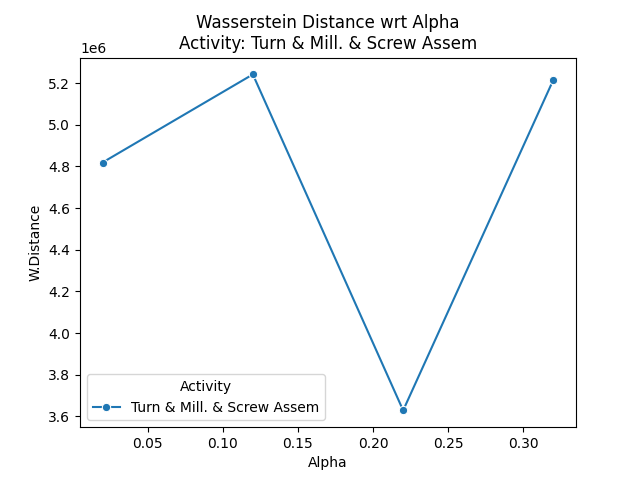 Wasserstein Distance wrt Alpha
Activity: Turn & Mill. & Screw Assem
1e6
5.2
5.0
4.8
4.6
4.4
4.2
4.0
3.8
3.6
W.Distance
Activity
Turn & Mill. & Screw Assem
0.05 0.10 0.15 0.20 0.25 0.30
Alpha